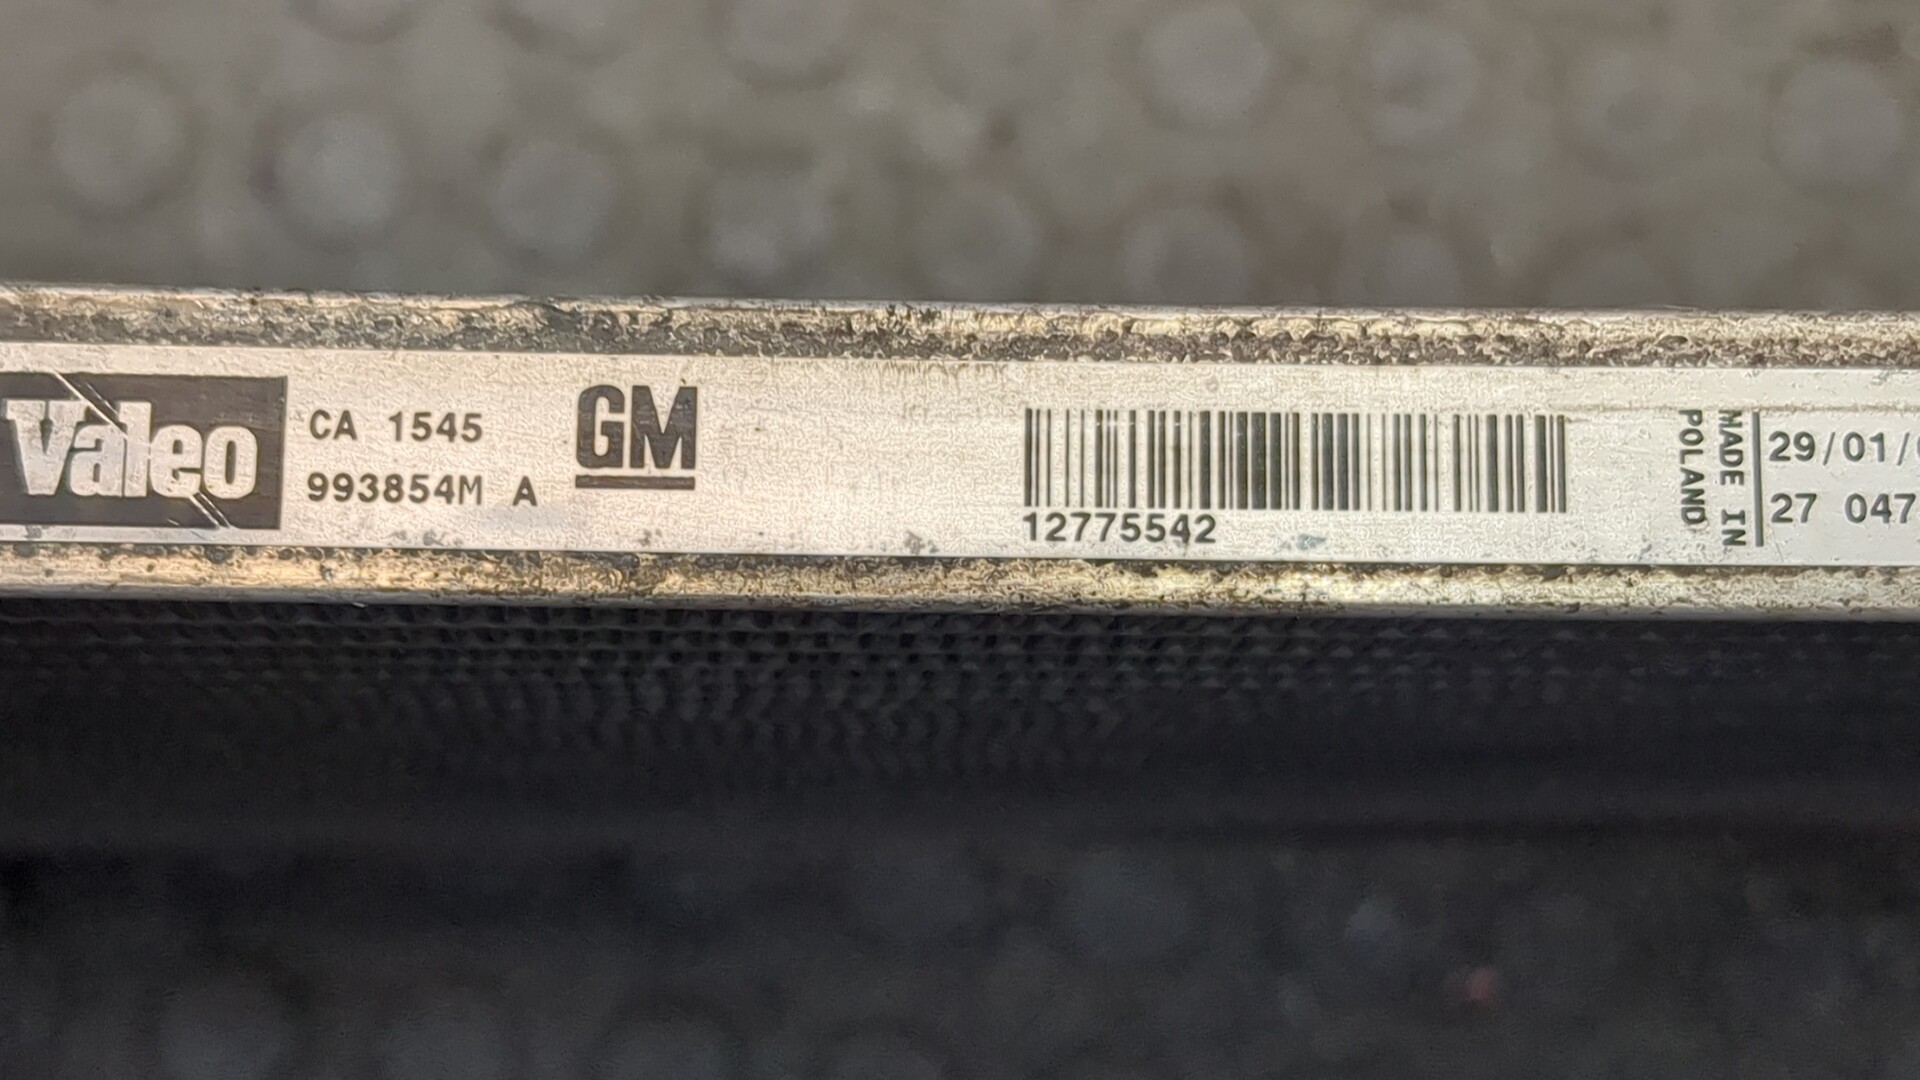 Valeo
CA 1545
993854M A
GM
12775542
MADE IN
POLAND
29/01/
27 047